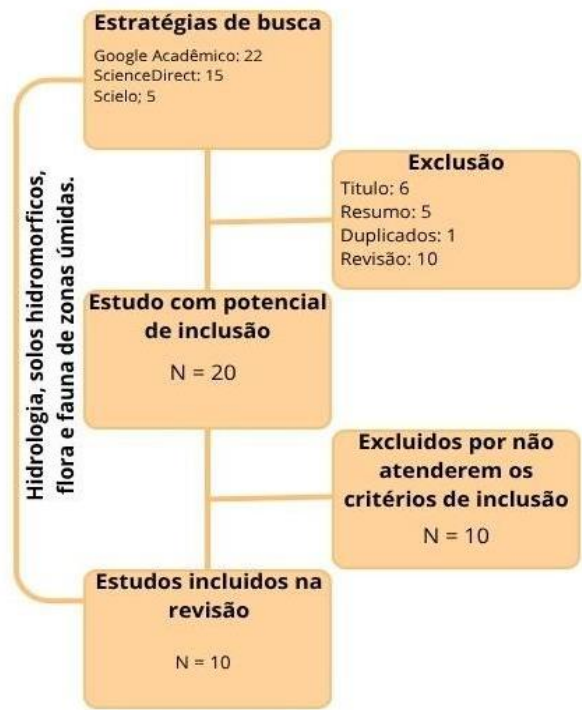 Estratégias de busca
Google Acadêmico: 22
ScienceDirect: 15
Scielo; 5
Exclusão
Titulo: 6
Resumo: 5
Duplicados: 1
Revisão: 10
Hidrologia, solos hidromorficos,
flora e fauna de zonas úmidas.
Estudo com potencial
de inclusão
N = 20
Excluidos por não
atenderem os
critérios de inclusão
N = 10
Estudos incluidos na
revisão
N = 10